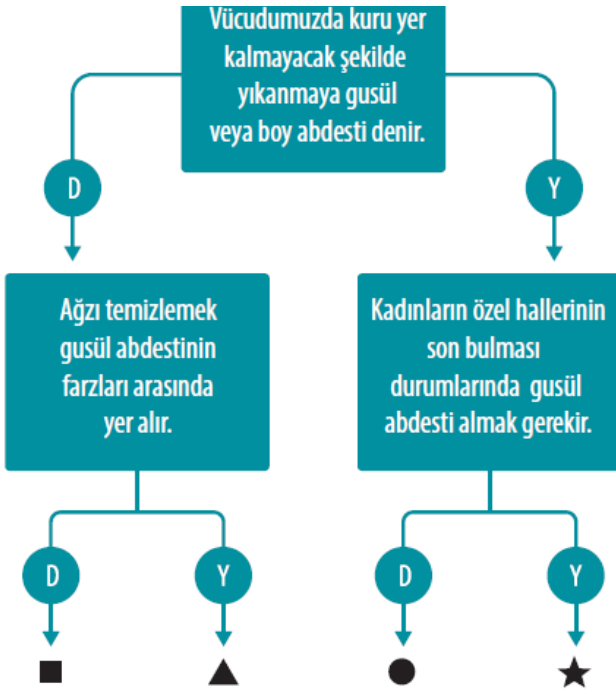 Vücudumuzda kuru yer
kalmayacak şekilde
yıkanmaya gusül
veya boy abdesti denir.
D
Y
Ağzı temizlemek
gusül abdestinin
farzları arasında
yer alır.
Kadınların özel hallerinin
son bulması
durumlarında gusül
abdesti almak gerekir.
D
Y
D
Y